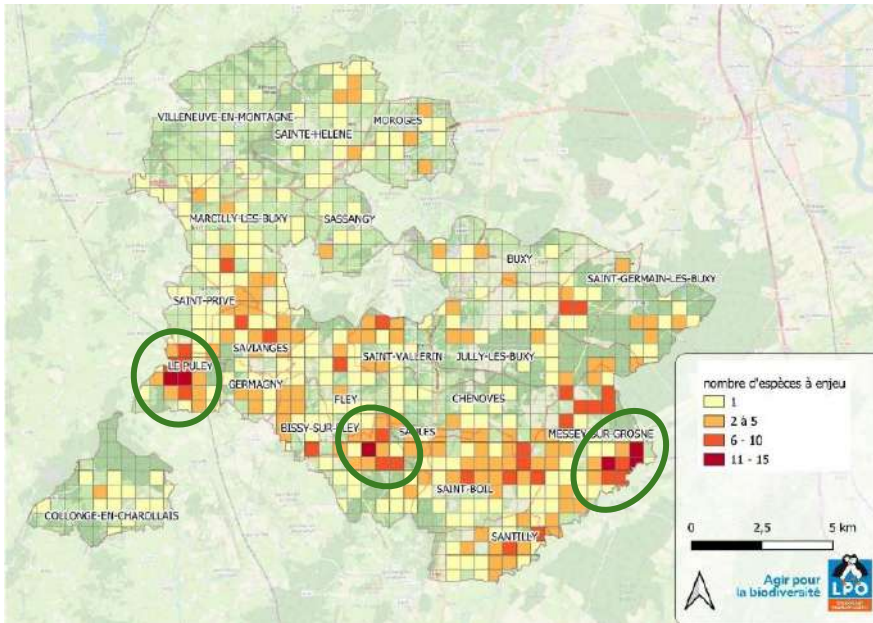 VILLENEUVE-EN-MONTAGNE
MOROGES
SAINTE-HELENE
MARCILLY-LES-BUXY
SASSANGY
BUXY
SAINT-GERMAIN-LES-BUXY
SAINT-PRIVE
SAVIANGES
SAINT-VALLERIN
JULLY-LES-BUXY
LE PULEY
GERMAGNY
FLEY
CHENOVES
BISSY-SUR-FLEY
SAULES
MESSEY-SUR-GROSNE
SAINT-BOIL
COLLONGE-EN-CHAROLLAIS
SANTILLY
nombre d'espèces à enjeu
1
2 à 5
6 - 10
11 - 15
0 2,5 5 km
Agir pour
la biodiversité
LPO